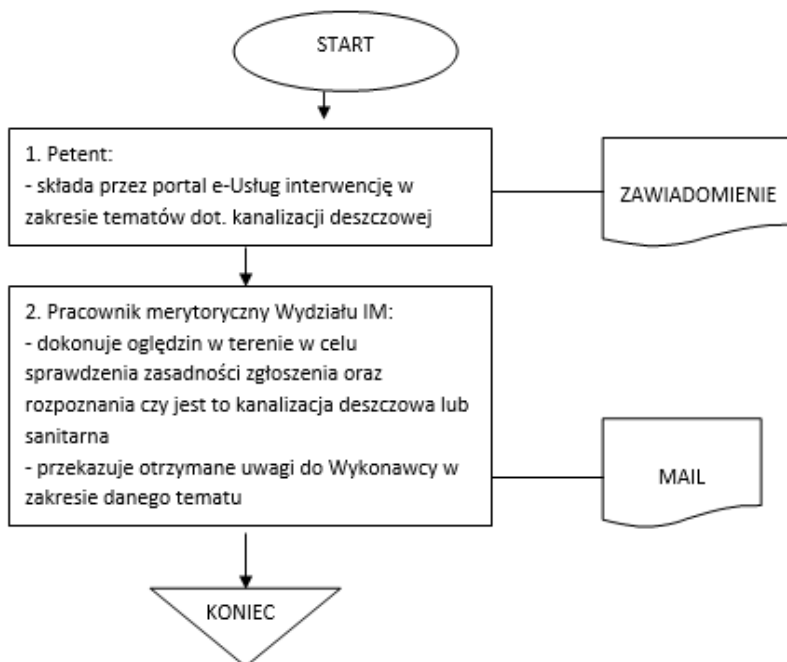 START
1. Petent:
- składa przez portal e-Usług interwencję w
zakresie tematów dot. kanalizacji deszczowej
ZAWIADOMIENIE
2. Pracownik merytoryczny Wydziału IM:
- dokonuje oględzin w terenie w celu
sprawdzenia zasadności zgłoszenia oraz
rozpoznania czy jest to kanalizacja deszczowa lub
sanitarna
- przekazuje otrzymane uwagi do Wykonawcy w
zakresie danego tematu
MAIL
KONIEC